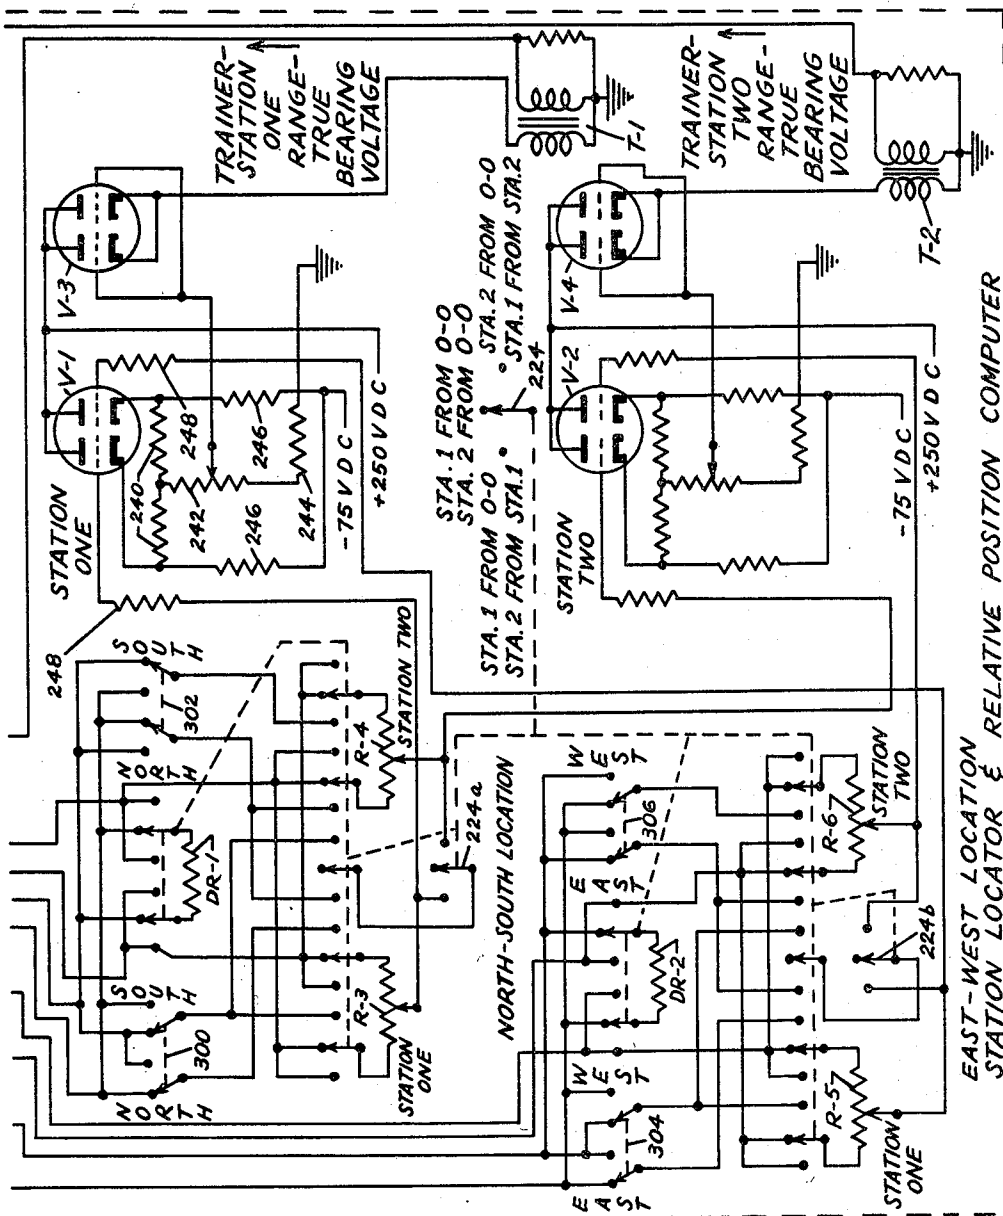 TRAINER-
STATION
ONE
RANGE-
TRUE
BEARING
VOLTAGE
T-1
V-3
V-1
248
240
242
246
246
244
-75 V D C
+250 V D C
STATION
ONE
248
SOUTH
302
NORTH
DR-1
SOUTH
300
NORTH
R-4
STATION TWO
R-3
STATION
ONE
224a
NORTH-SOUTH LOCATION
STA. 1 FROM O-O
STA. 2 FROM O-O
STA. 2 FROM O-O
STA. 1 FROM STA. 2
224
STA. 1 FROM O-O
STA. 2 FROM STA. 1
TRAINER-
STATION
TWO
RANGE-
TRUE
BEARING
VOLTAGE
T-2
V-4
V-2
STATION
TWO
-75 V D C
+250 V D C
WEST
306
EAST
DR-2
WEST
304
EAST
R-6
STATION
TWO
224b
R-5
STATION
ONE
EAST-WEST LOCATION
STATION LOCATOR & RELATIVE POSITION COMPUTER